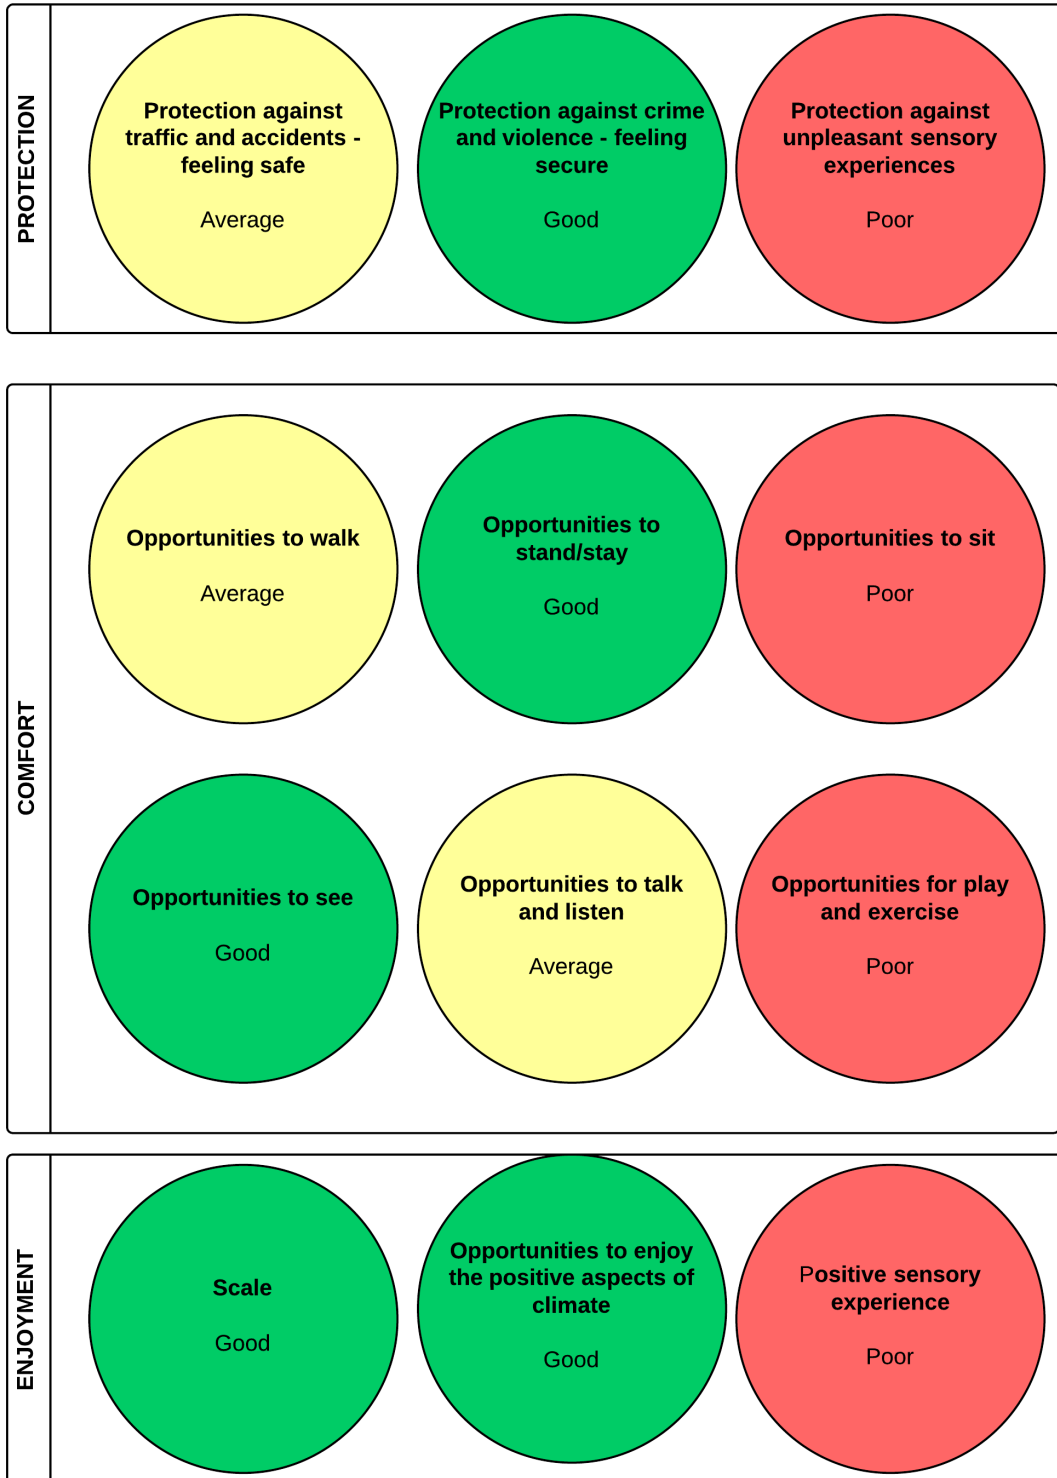 PROTECTION
Protection against
traffic and accidents -
feeling safe
Average
Protection against crime
and violence - feeling
secure
Good
Protection against
unpleasant sensory
experiences
Poor
COMFORT
Opportunities to walk
Average
Opportunities to
stand/stay
Good
Opportunities to sit
Poor
Opportunities to see
Good
Opportunities to talk
and listen
Average
Opportunities for play
and exercise
Poor
ENJOYMENT
Scale
Good
Opportunities to enjoy
the positive aspects of
climate
Good
Positive sensory
experience
Poor